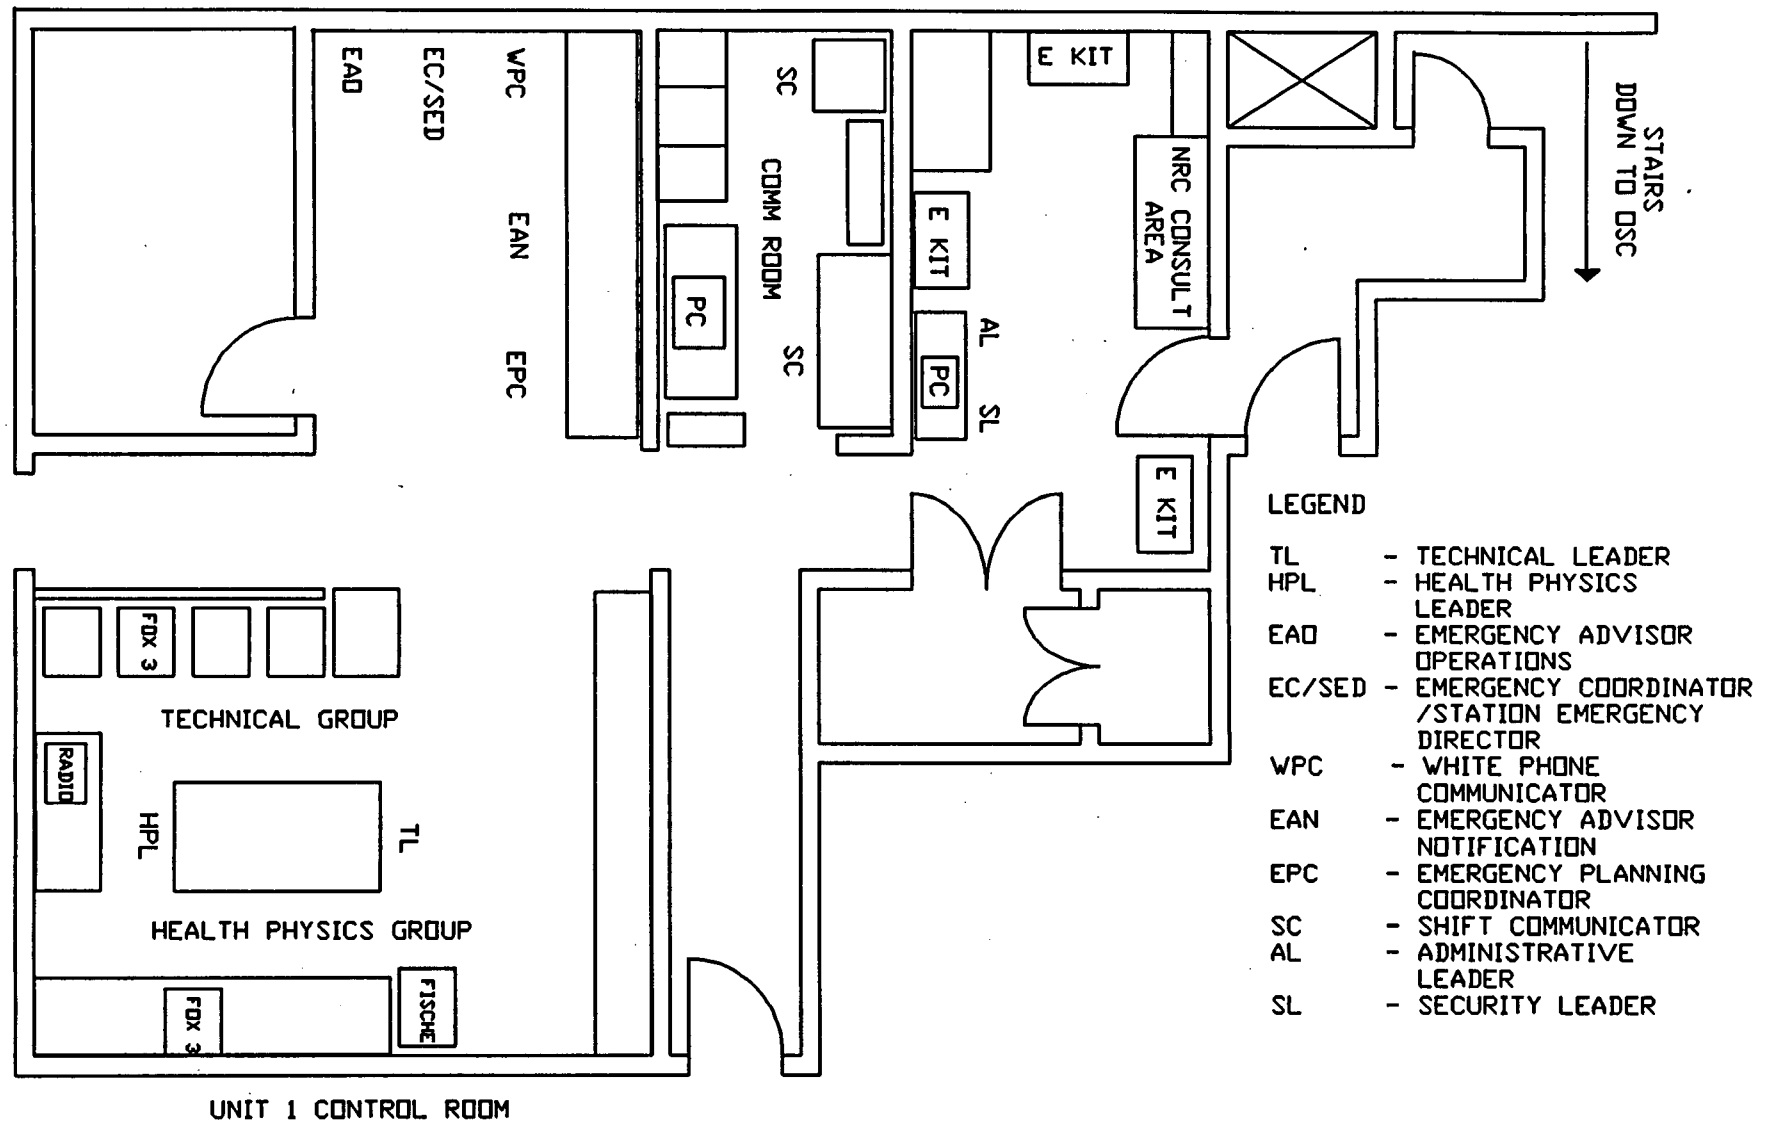 EAO
EC/SED
WPC
SC
E KIT
STAIRS
DOWN TO OSC
COMM ROOM
NRC CONSULT
AREA
EAN
E KIT
PC
EPC
SC
AL
PC
SL
E KIT
LEGEND
TL - TECHNICAL LEADER
HPL - HEALTH PHYSICS
LEADER
EAO - EMERGENCY ADVISOR
OPERATIONS
EC/SED - EMERGENCY COORDINATOR
/STATION EMERGENCY
DIRECTOR
WPC - WHITE PHONE
COMMUNICATOR
EAN - EMERGENCY ADVISOR
NOTIFICATION
EPC - EMERGENCY PLANNING
COORDINATOR
SC - SHIFT COMMUNICATOR
AL - ADMINISTRATIVE
LEADER
SL - SECURITY LEADER
FOX 3
TECHNICAL GROUP
RADIO
HPL
TL
HEALTH PHYSICS GROUP
FOX 3
FISCHE
UNIT 1 CONTROL ROOM